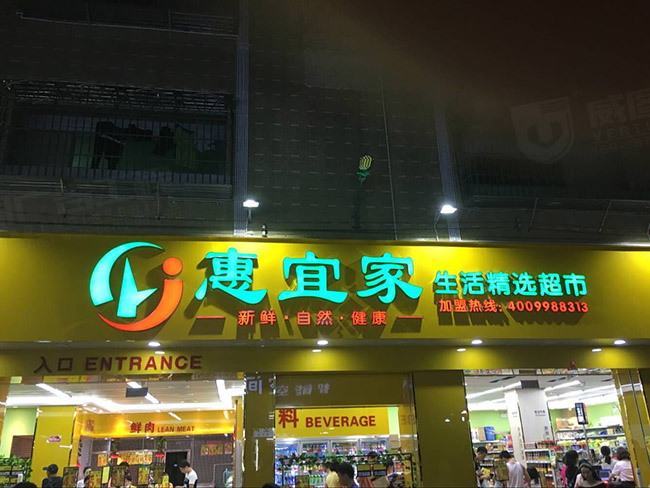 惠宜家
生活精选超市
加盟热线: 4009988313
新鲜·自然·健康
入口 ENTRANCE
鲜肉 LEAN MEAT
料 BEVERAGE